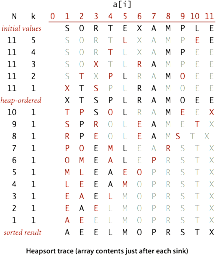 a[i]
N k 0 1 2 3 4 5 6 7 8 9 10 11
initial values S O R T E X A M P L E
11 5 S O R T L X A M P E E
11 4 S O R T L X A M P E E
11 3 S O X T L R A M P E E
11 2 S T X P L R A M O E E
11 1 X T S P L R A M O E E
heap-ordered X T S P L R A M O E E
10 1 T P S O L R A M E E X
9 1 S P R O L E A M E T X
8 1 R P E O L E A M S T X
7 1 P O E M L E A R S T X
6 1 O M E A L E P R S T X
5 1 M L E A E O P R S T X
4 1 L E E A M O P R S T X
3 1 E A E L M O P R S T X
2 1 E A E L M O P R S T X
1 1 A E E L M O P R S T X
sorted result A E E L M O P R S T X
Heapsort trace (array contents just after each sink)